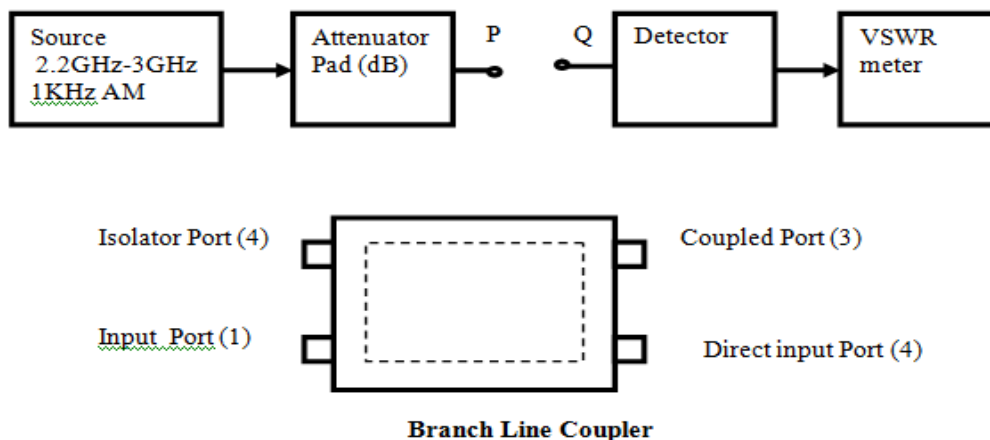 Source
2.2GHz-3GHz
1KHz AM
Attenuator
Pad (dB)
P
Q
Detector
VSWR
meter
Isolator Port (4)
Coupled Port (3)
Input Port (1)
Direct input Port (4)
Branch Line Coupler